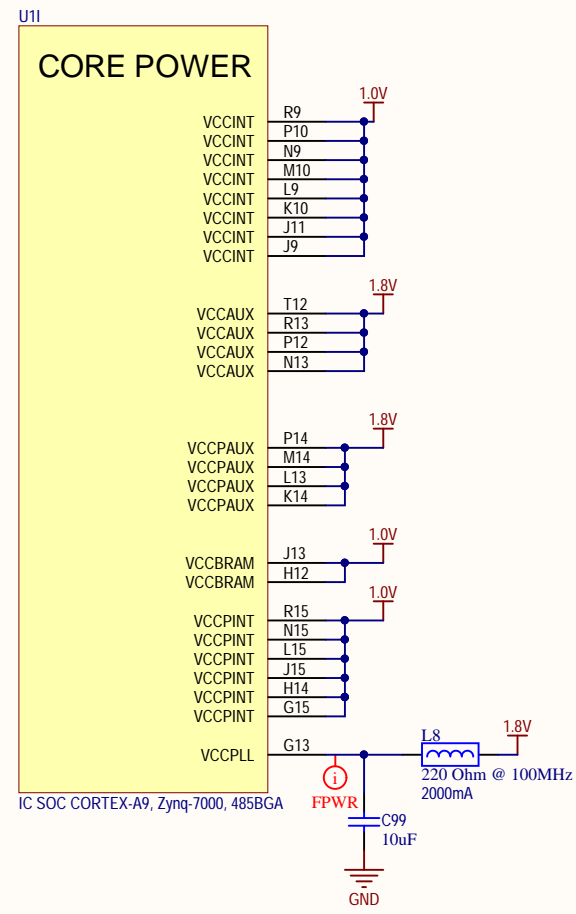 U1I
CORE POWER
1.0V
VCCINT R9
VCCINT P10
VCCINT N9
VCCINT M10
VCCINT L9
VCCINT K10
VCCINT J11
VCCINT J9
1.8V
VCCAUX T12
VCCAUX R13
VCCAUX P12
VCCAUX N13
1.8V
VCCPAUX P14
VCCPAUX M14
VCCPAUX L13
VCCPAUX K14
1.0V
VCCBRAM J13
VCCBRAM H12
1.0V
VCCPINT R15
VCCPINT N15
VCCPINT L15
VCCPINT J15
VCCPINT H14
VCCPINT G15
1.8V
L8
VCCPLL G13
220 Ohm @ 100MHz
2000mA
i
FPWR
IC SOC CORTEX-A9, Zynq-7000, 485BGA
C99
10uF
GND